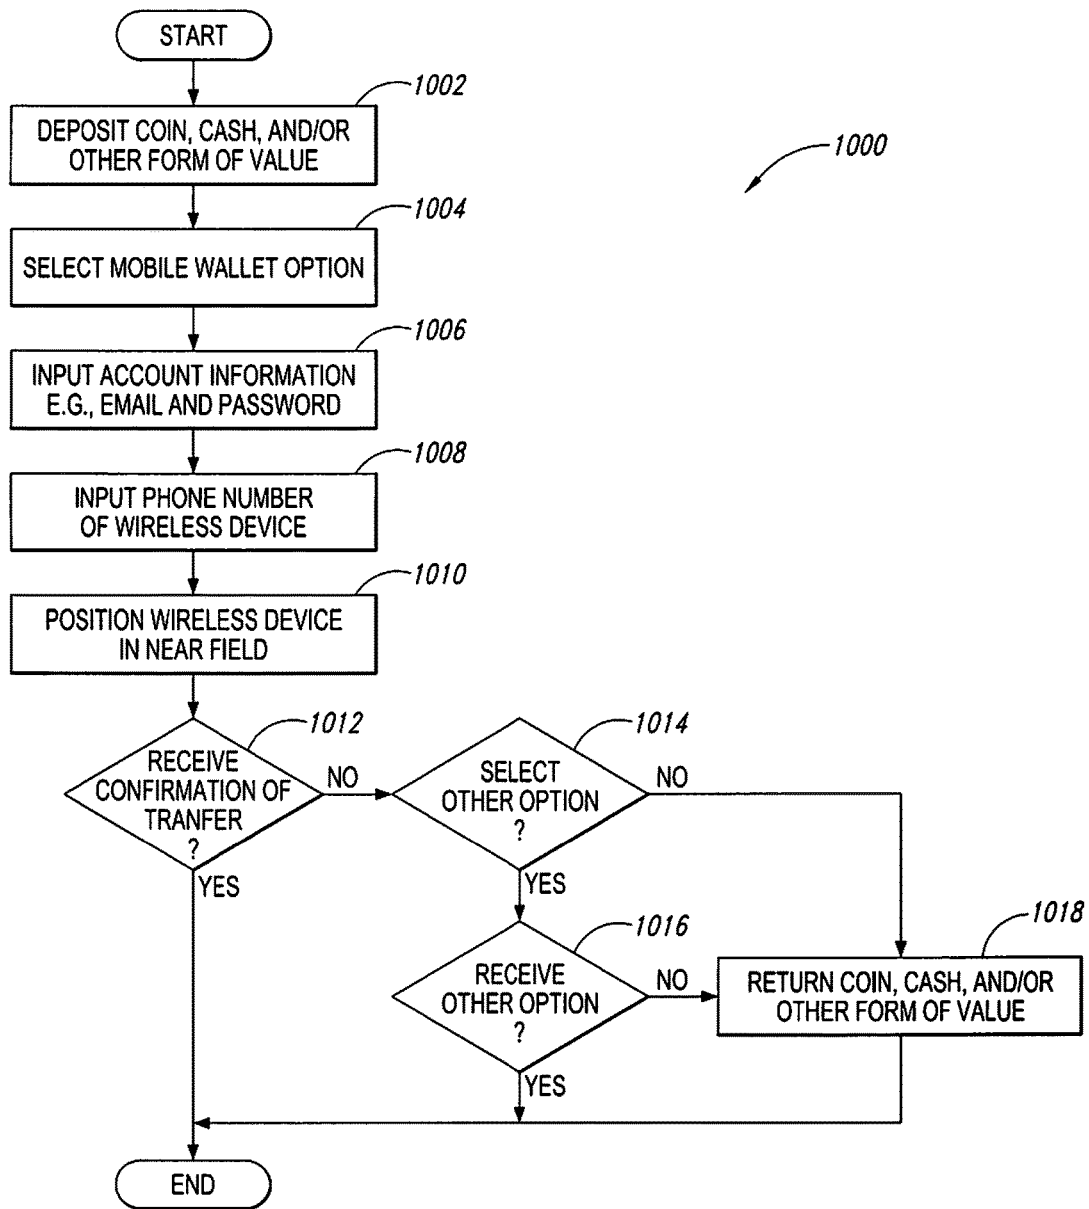 START
1002
DEPOSIT COIN, CASH, AND/OR
OTHER FORM OF VALUE
1000
1004
SELECT MOBILE WALLET OPTION
1006
INPUT ACCOUNT INFORMATION
E.G., EMAIL AND PASSWORD
1008
INPUT PHONE NUMBER
OF WIRELESS DEVICE
1010
POSITION WIRELESS DEVICE
IN NEAR FIELD
1012
RECEIVE
CONFIRMATION OF
TRANFER
?
NO
YES
1014
SELECT
OTHER OPTION
?
NO
YES
1016
RECEIVE
OTHER OPTION
?
NO
YES
1018
RETURN COIN, CASH, AND/OR
OTHER FORM OF VALUE
END